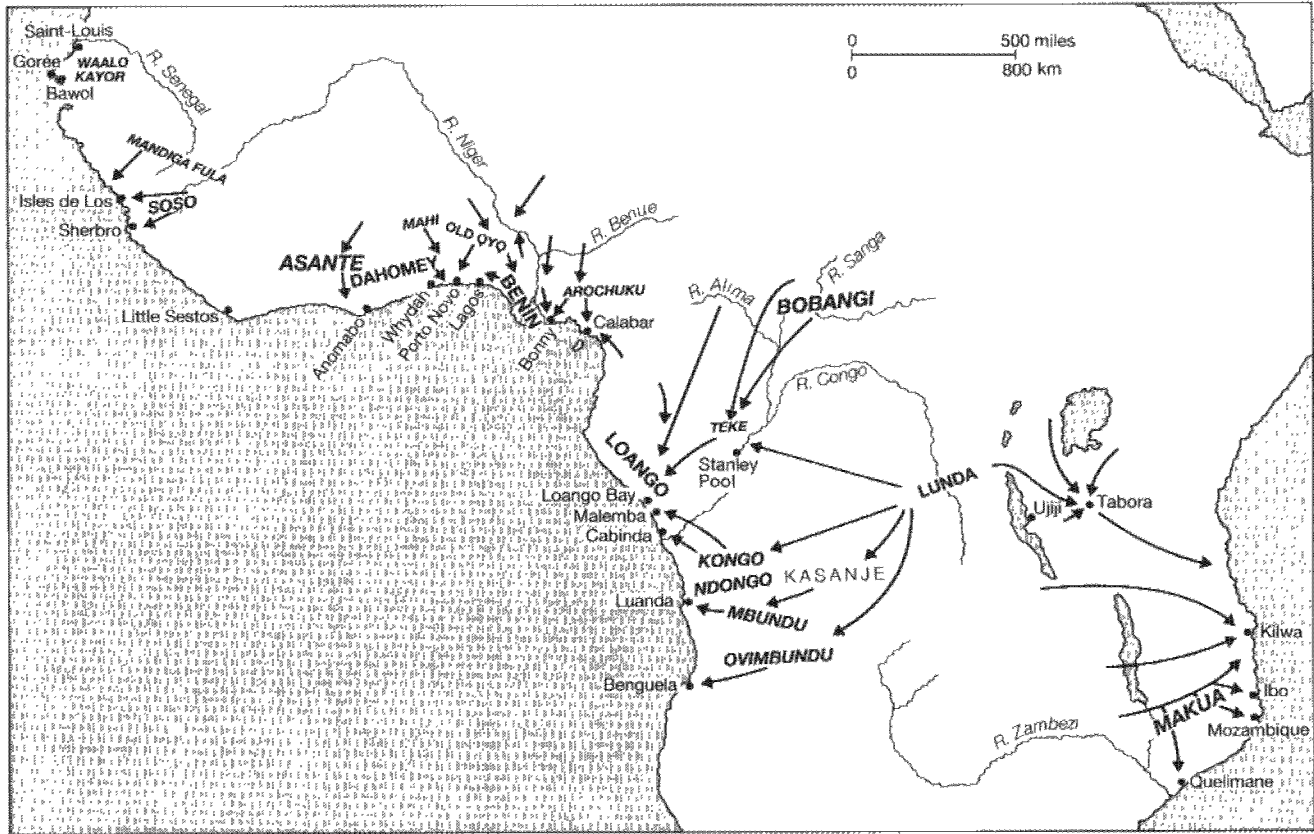 Saint-Louis
Gorée
WAALO
KAYOR
Bawol
R. Senegal
0 500 miles
0 800 km
R. Niger
MANDIGA FULA
Isles de Los
SOSO
Sherbro
MAHI
OLD OYO
R. Benue
ASANTE
DAHOMEY
BENIN
AROCHUKU
R. Sanga
R. Alima
BOBANGI
Little Sestos
Anomabo
Whydah
Porto Novo
Lagos
Bonny
Calabar
R. Congo
TEKE
LOANGO
Stanley
Pool
LUNDA
Loango Bay
Malemba
Cabinda
Ujiji
Tabora
KONGO
NDONGO
KASANJE
Luanda
MBUNDU
Kilwa
OVIMBUNDU
Benguela
Ibo
MAKUA
Mozambique
R. Zambezi
Quelimane